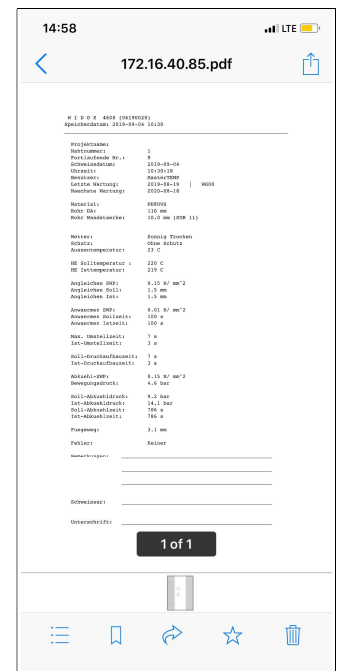 14:58
LTE
172.16.40.85.pdf
W I D O S 4600 (06190028)
Speicherdatum: 2019-09-04 10:30
Projektname:
Nahtnummer: 1
Fortlaufende Nr.: 9
Schweissdatum: 2019-09-04
Uhrzeit: 10:30:18
Benutzer: MasterTEMP
Letzte Wartung: 2019-08-19 | W600
Naechste Wartung: 2020-08-18
Material: PE80VS
Rohr DA: 110 mm
Rohr Wandstaerke: 10.0 mm (SDR 11)
Wetter: Sonnig Trocken
Schutz: Ohne Schutz
Aussentemperatur: 23 C
HE Solltemperatur : 220 C
HE Isttemperatur: 219 C
Angleichen SWP: 0.15 N/ mm^2
Angleichen Soll: 1.5 mm
Angleichen Ist: 1.5 mm
Anwaermen SWP: 0.01 N/ mm^2
Anwaermen Sollzeit: 100 s
Anwaermen Istzeit: 100 s
Max. Umstellzeit: 7 s
Ist-Umstellzeit: 3 s
Soll-Druckaufbauzeit: 7 s
Ist-Druckaufbauzeit: 3 s
Abkuehl-SWP: 0.15 N/ mm^2
Bewegungsdruck: 4.6 bar
Soll-Abkuehldruck: 9.2 bar
Ist-Abkuehldruck: 14.1 bar
Soll-Abkuehlzeit: 786 s
Ist-Abkuehlzeit: 786 s
Fuegeweg: 3.1 mm
Fehler: Keiner
Bemerkungen:
Schweisser:
Unterschrift:
1 of 1